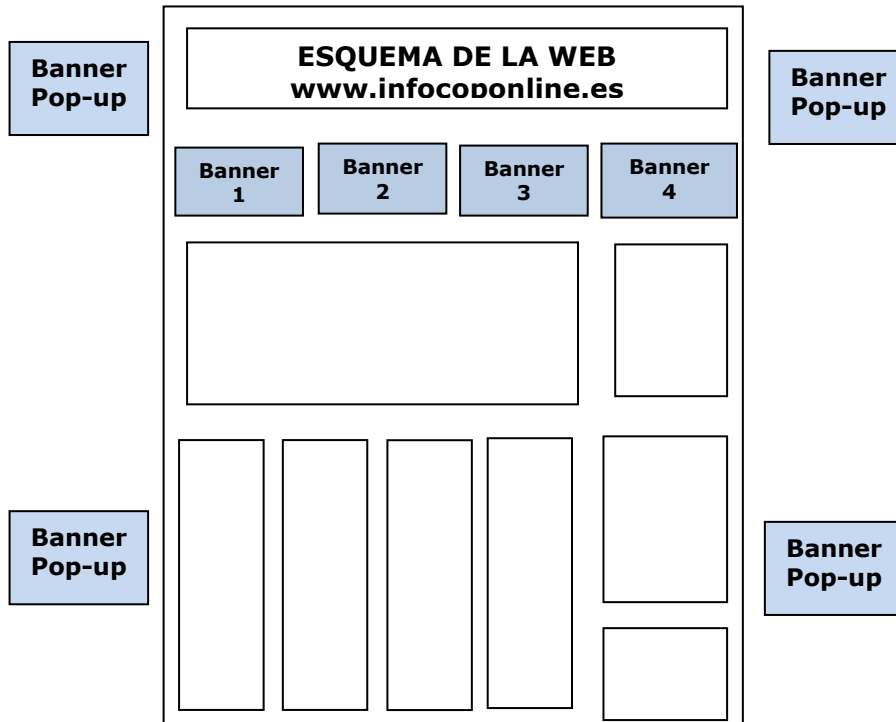 ESQUEMA DE LA WEB
www.infocoponline.es
Banner
Pop-up
Banner
Pop-up
Banner
1
Banner
2
Banner
3
Banner
4
Banner
Pop-up
Banner
Pop-up